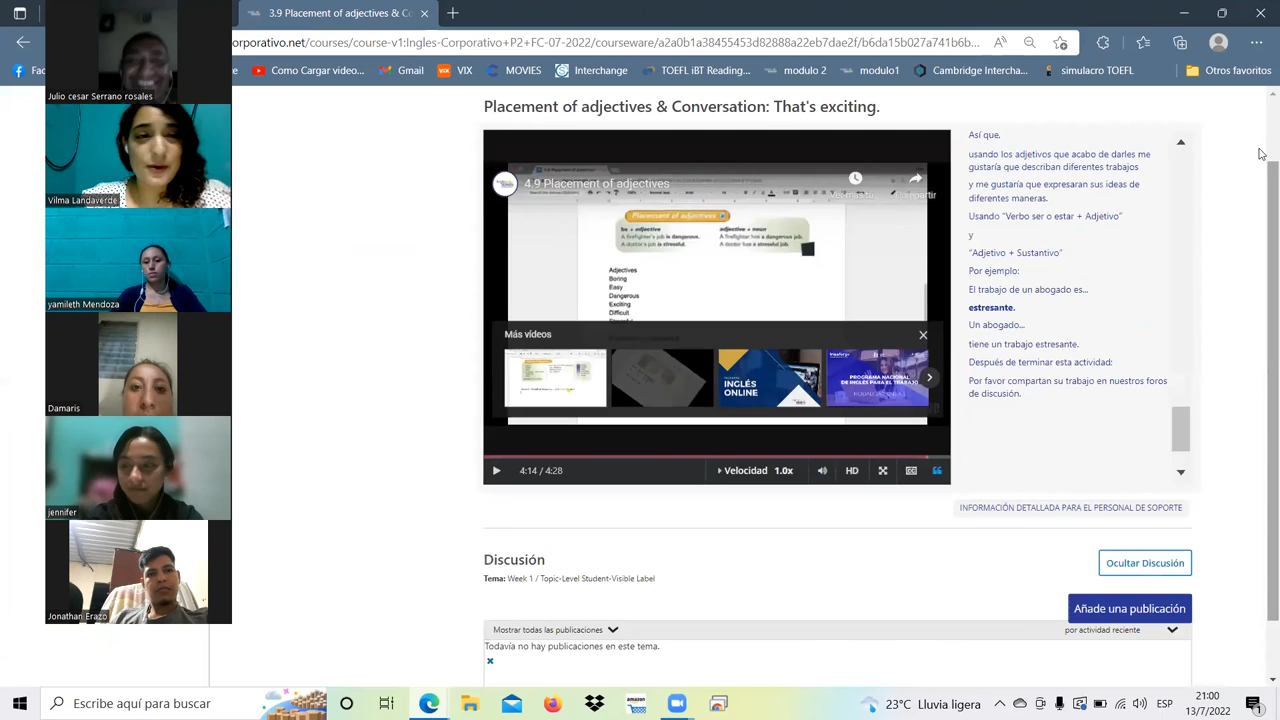 4.9 Placement of adjectives &
corporativo.net/courses/course-v1:Ingles-Corporativo+P2+FC-07-2022/courseware/a2a0b1a38455453d82888a22eb7dae2f/b6da15b027a741b6b...
Fac
Como Cargar video...
VIX
MOVIES
Interchange
TOEFL iBT Reading...
modulo 2
modulo1
Cambridge Interac...
simulacro TOEFL
Otros favoritos
Julio cesar Serrano rosales
Vilma Landaverde
yamileth Mendoza
Damaris
jennifer
Jonathan Erazo
Placement of adjectives & Conversation: That's exciting.
4.9 Placement of adjectives
Ver más ta...
Placement of adjectives
be + adjective
A firefighter's job is dangerous.
A doctor's job is stressful.
adjective + noun
A firefighter has a dangerous job.
A doctor has a stressful job.
Adjectives
Boring
Easy
Dangerous
Exciting
Difficult
Más vídeos
INGLÉS
ONLINE
PROGRAMA NACIONAL
DE INGLÉS PARA EL TRABAJO
4:14 / 4:28
Velocidad 1.0x
HD
Así que,
usando los adjetivos que acabo de darles me
gustaría que describan diferentes trabajos
y me gustaría que expresaran sus ideas de
diferentes maneras.
Usando "Verbo ser o estar + Adjetivo"
y
"Adjetivo + Sustantivo"
Por ejemplo:
El trabajo de un abogado es...
estresante.
Un abogado...
tiene un trabajo estresante.
Después de terminar esta actividad:
Por favor compartan su trabajo en nuestros foros
de discusión.
INFORMACIÓN DETALLADA PARA EL PERSONAL DE SOPORTE
Discusión
Tema: Week 1 / Topic-Level Student-Visible Label
Ocultar Discusión
Añade una publicación
Mostrar todas las publicaciones
por actividad reciente
Todavía no hay publicaciones en este tema.
Escribe aquí para buscar
amazon
23°C Lluvia ligera
ESP
21:00
13/7/2022
1